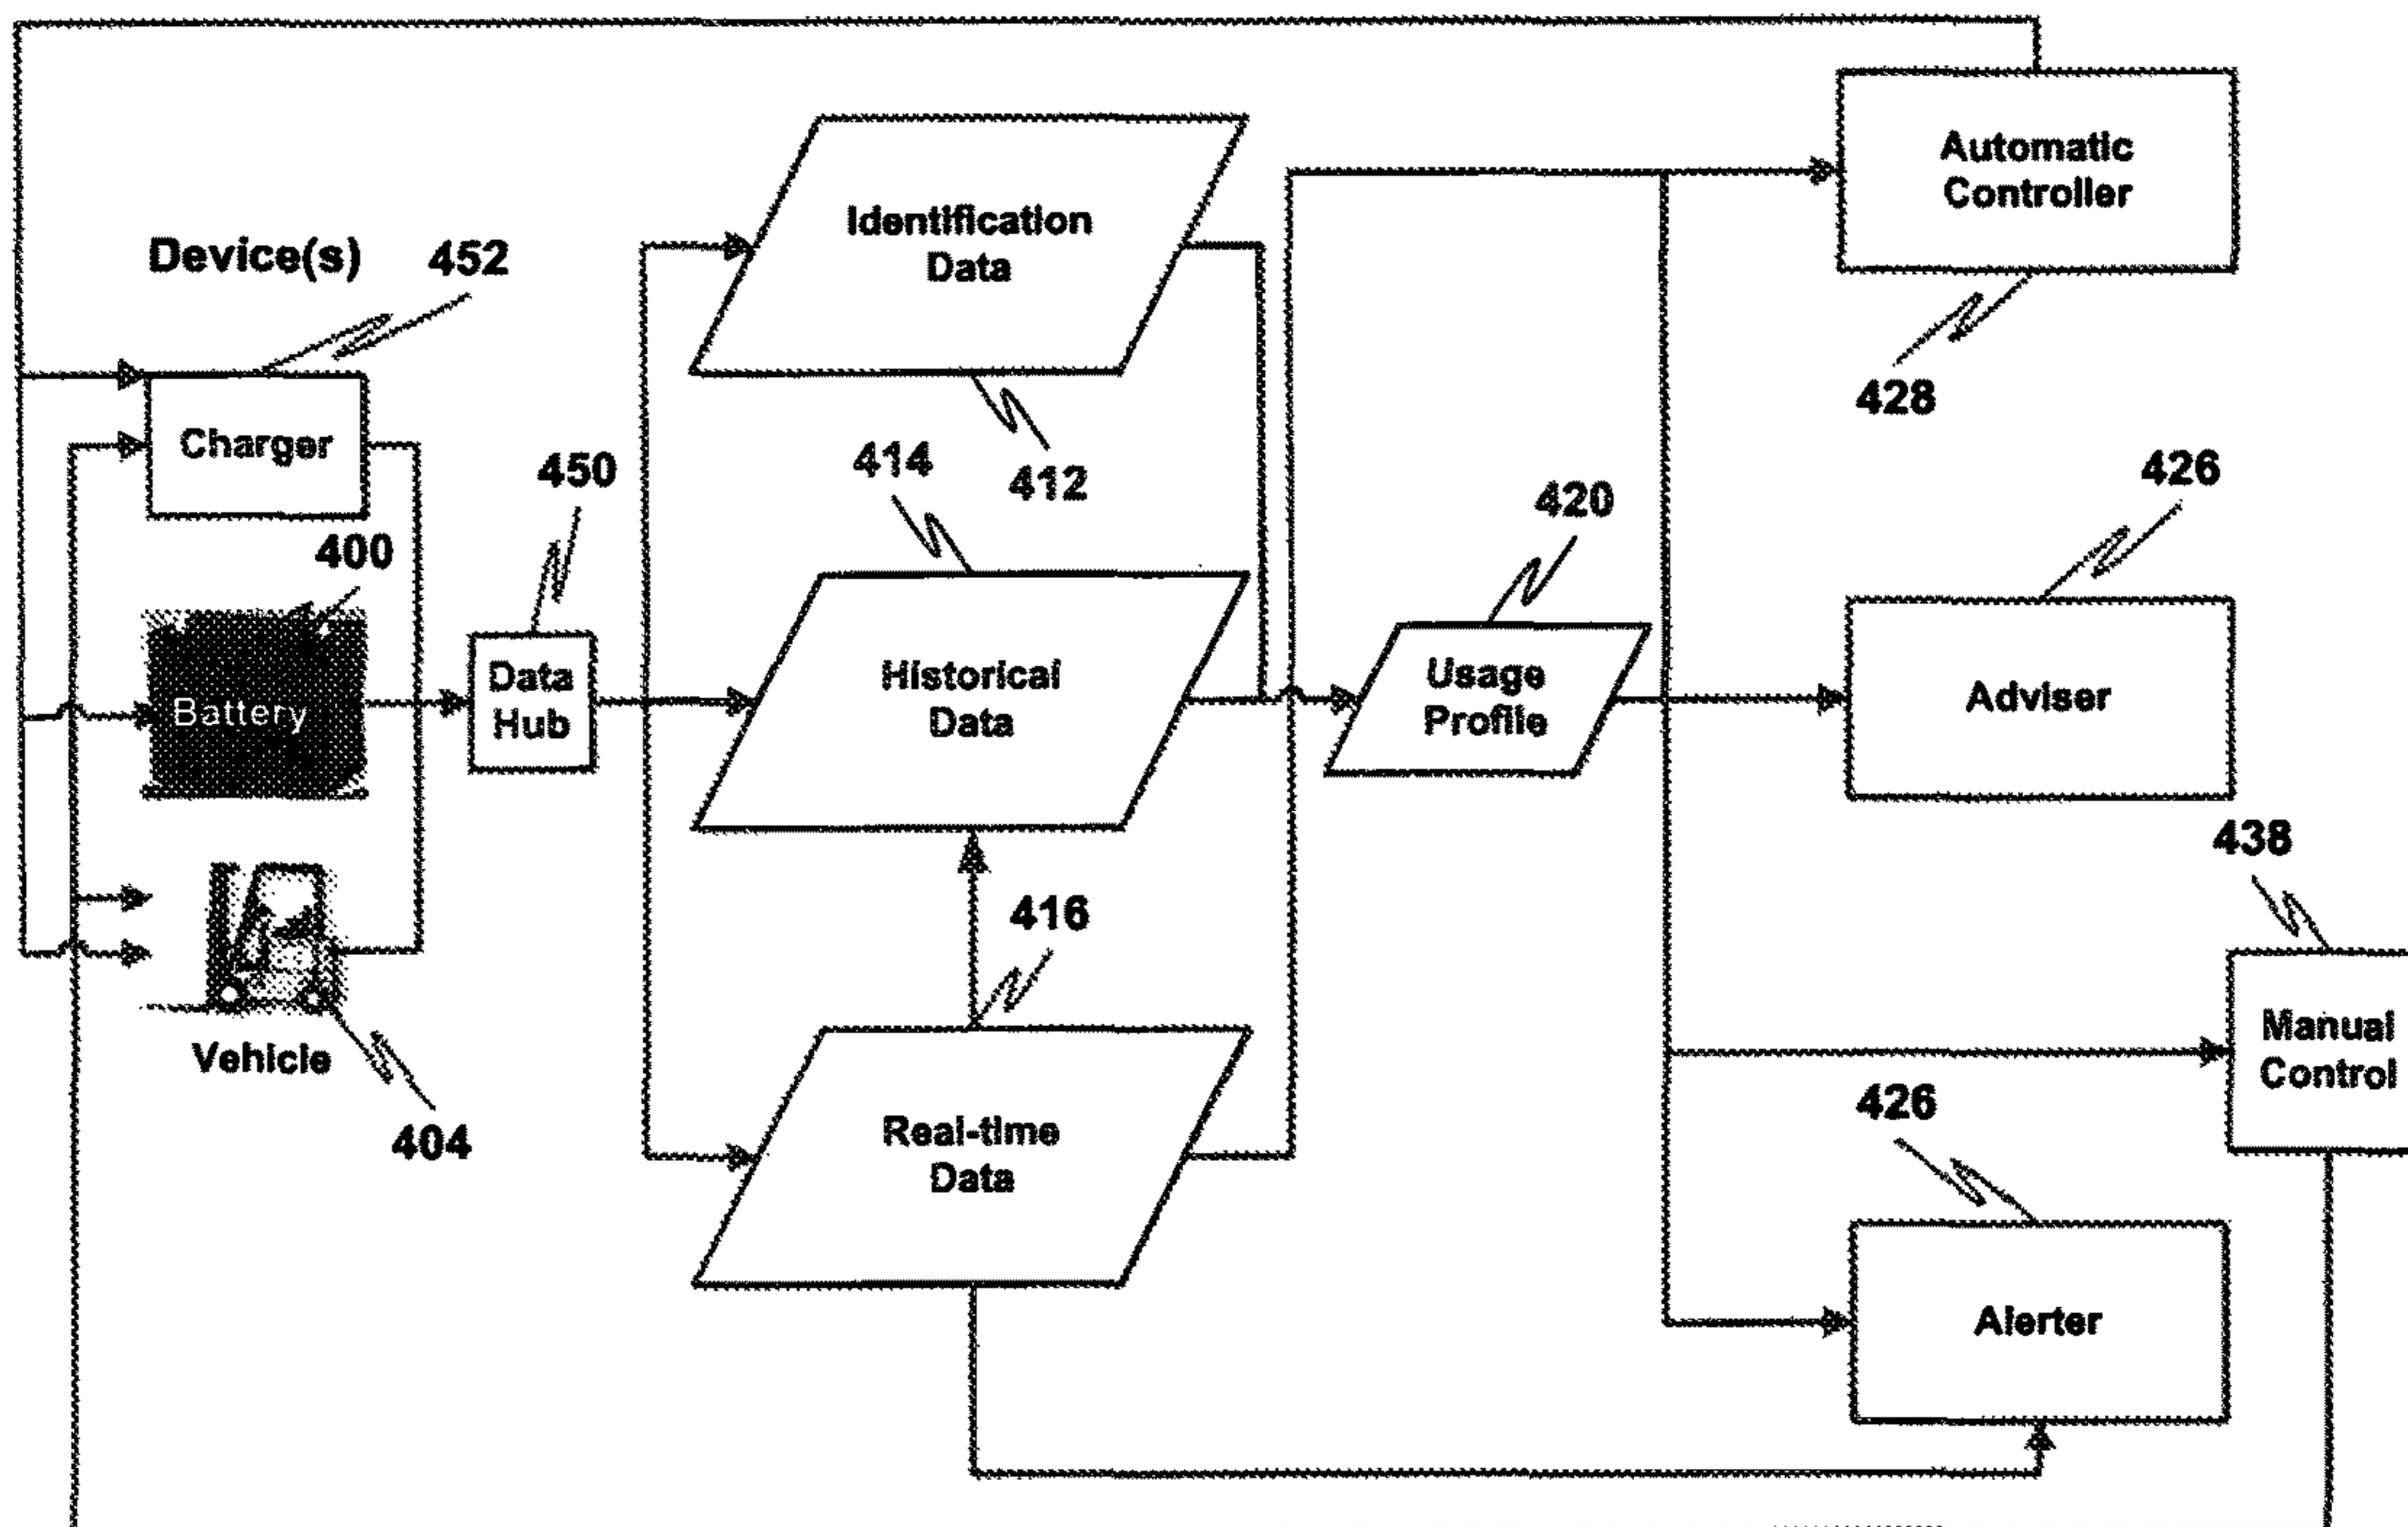 Automatic
Controller
Identification
Data
Device(s)
452
428
Charger
414
412
450
426
420
400
Battery
Data
Hub
Historical
Data
Usage
Profile
Adviser
438
416
Vehicle
404
Manual
Control
426
Real-time
Data
Alerter